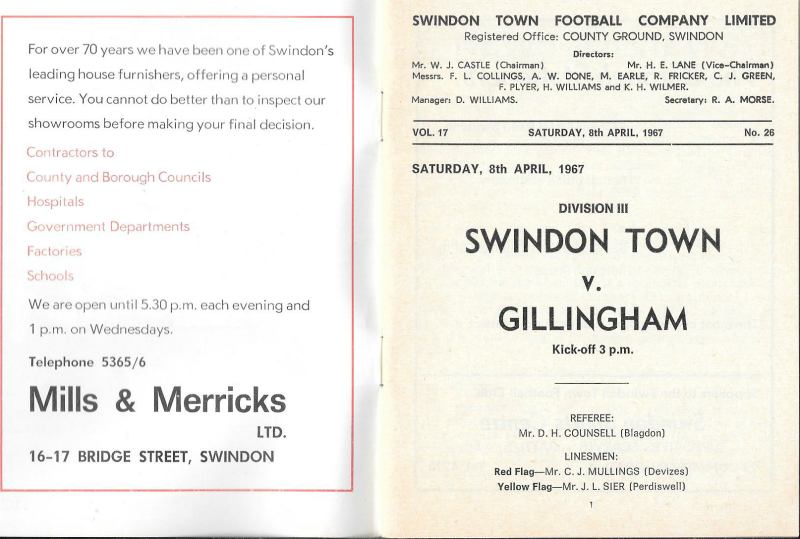 For over 70 years we have been one of Swindon's
leading house furnishers, offering a personal
service. You cannot do better than to inspect our
showrooms before making your final decision.
Contractors to
County and Borough Councils
Hospitals
Government Departments
Factories
Schools
We are open until 5.30 p.m. each evening and
1 p.m. on Wednesdays.
Telephone 5365/6
Mills & Merricks
LTD.
16-17 BRIDGE STREET, SWINDON
SWINDON TOWN FOOTBALL COMPANY LIMITED
Registered Office: COUNTY GROUND, SWINDON
Directors:
Mr. W. J. CASTLE (Chairman) Mr. H. E. LANE (Vice-Chairman)
Messrs. F. L. COLLINGS, A. W. DONE, M. EARLE, R. FRICKER, C. J. GREEN,
F. PLYER, H. WILLIAMS and K. H. WILMER.
Manager: D. WILLIAMS. Secretary: R. A. MORSE.
VOL. 17 SATURDAY, 8th APRIL, 1967 No. 26
SATURDAY, 8th APRIL, 1967
DIVISION III
SWINDON TOWN
v.
GILLINGHAM
Kick-off 3 p.m.
REFEREE:
Mr. D. H. COUNSELL (Blagdon)
LINESMEN:
Red Flag—Mr. C. J. MULLINGS (Devizes)
Yellow Flag—Mr. J. L. SIER (Perdiswell)
1